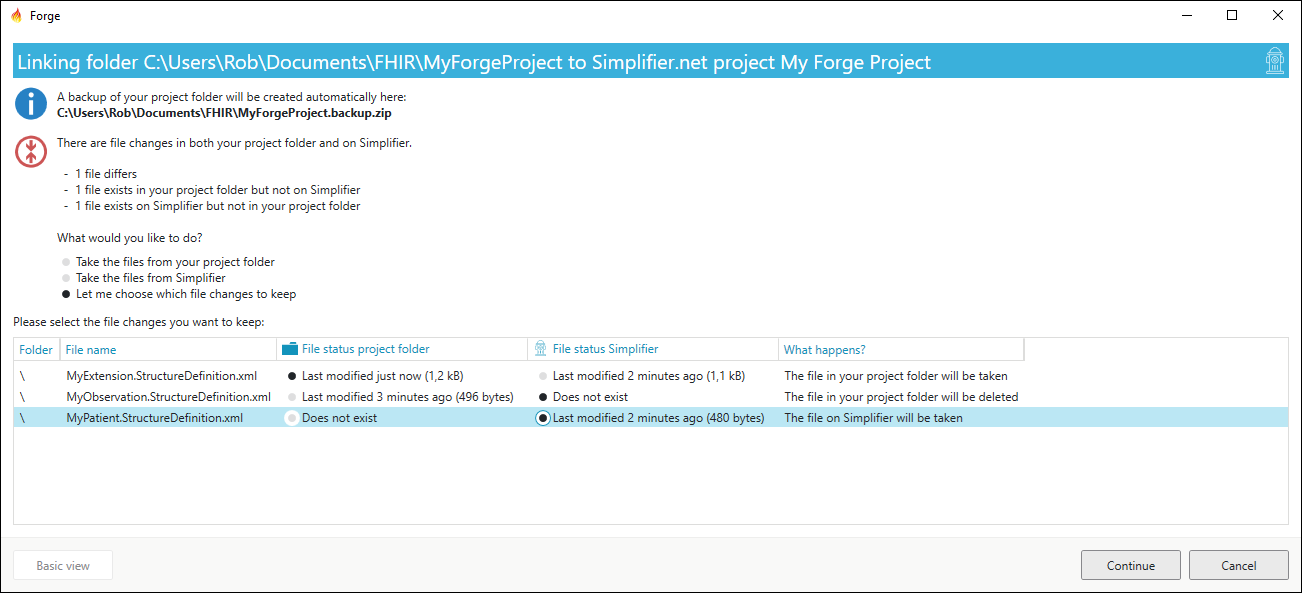 Forge
Linking folder C:\Users\Rob\Documents\FHIR\MyForgeProject to Simplifier.net project My Forge Project
A backup of your project folder will be created automatically here:
C:\Users\Rob\Documents\FHIR\MyForgeProject.backup.zip
There are file changes in both your project folder and on Simplifier.
- 1 file differs
- 1 file exists in your project folder but not on Simplifier
- 1 file exists on Simplifier but not in your project folder
What would you like to do?
Take the files from your project folder
Take the files from Simplifier
Let me choose which file changes to keep
Please select the file changes you want to keep:
Folder File name File status project folder File status Simplifier What happens?
\ MyExtension.StructureDefinition.xml Last modified just now (1,2 kB) Last modified 2 minutes ago (1,1 kB) The file in your project folder will be taken
\ MyObservation.StructureDefinition.xml Last modified 3 minutes ago (496 bytes) Does not exist The file in your project folder will be deleted
\ MyPatient.StructureDefinition.xml Does not exist Last modified 2 minutes ago (480 bytes) The file on Simplifier will be taken
Basic view Continue Cancel